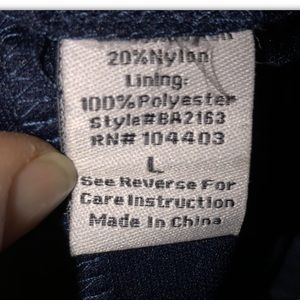 20%Nylon
Lining:
100%Polyester
Style#BA2163
RN# 104403
L
See Reverse For
Care Instruction
Made In China